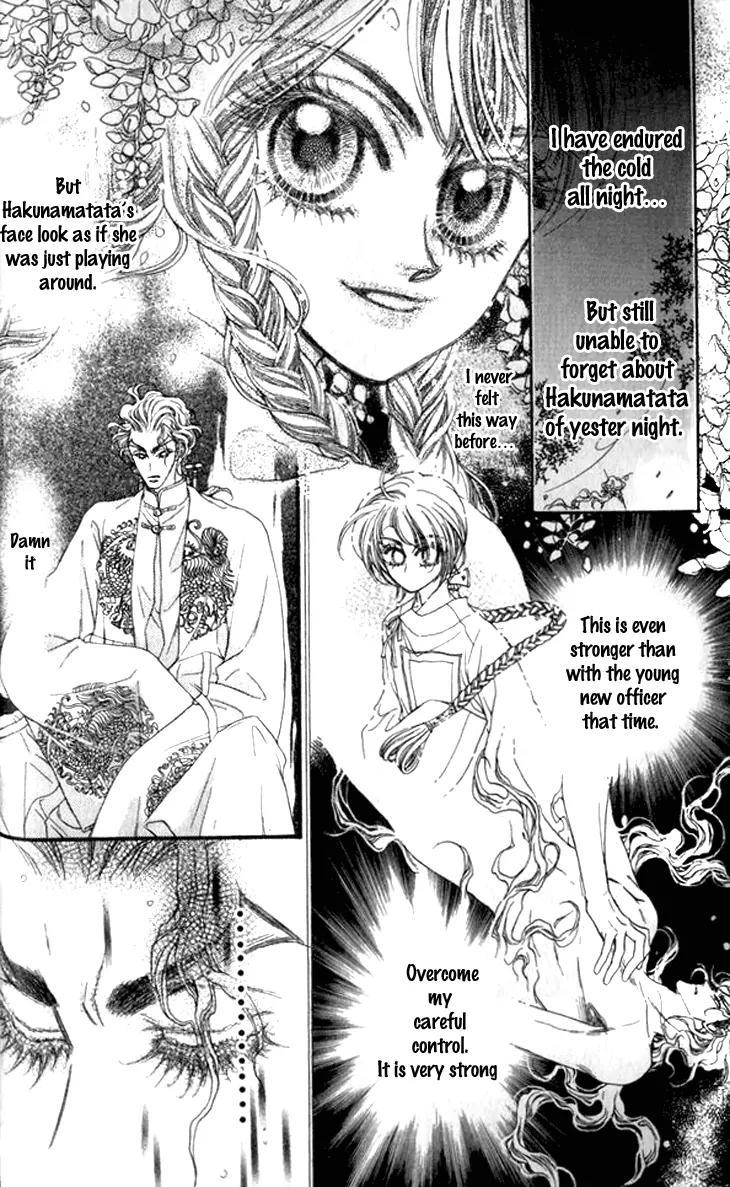 I have endured
the cold
all night...
But still
unable to
forget about
Hakunamatata
of yester night.
But
Hakunamatata's
face look as if she
was just playing
around.
I never
felt
this way
before...
Damn
it
This is even
stronger than
with the young
new officer
that time.
Overcome
my
careful
control.
It is very strong